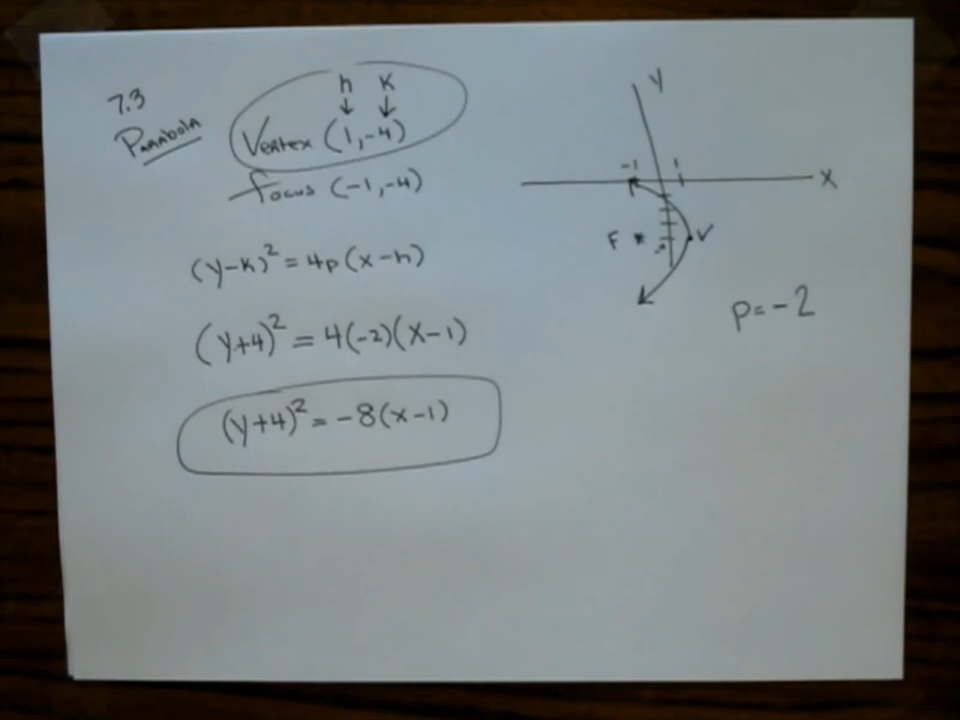 7.3
Parabola
h K
Vertex (1,-4)
focus (-1,-4)
(y-k)² = 4p(x-h)
(y+4)² = 4(-2)(x-1)
(y+4)² = -8(x-1)
y
-1 1
x
F V
p=-2